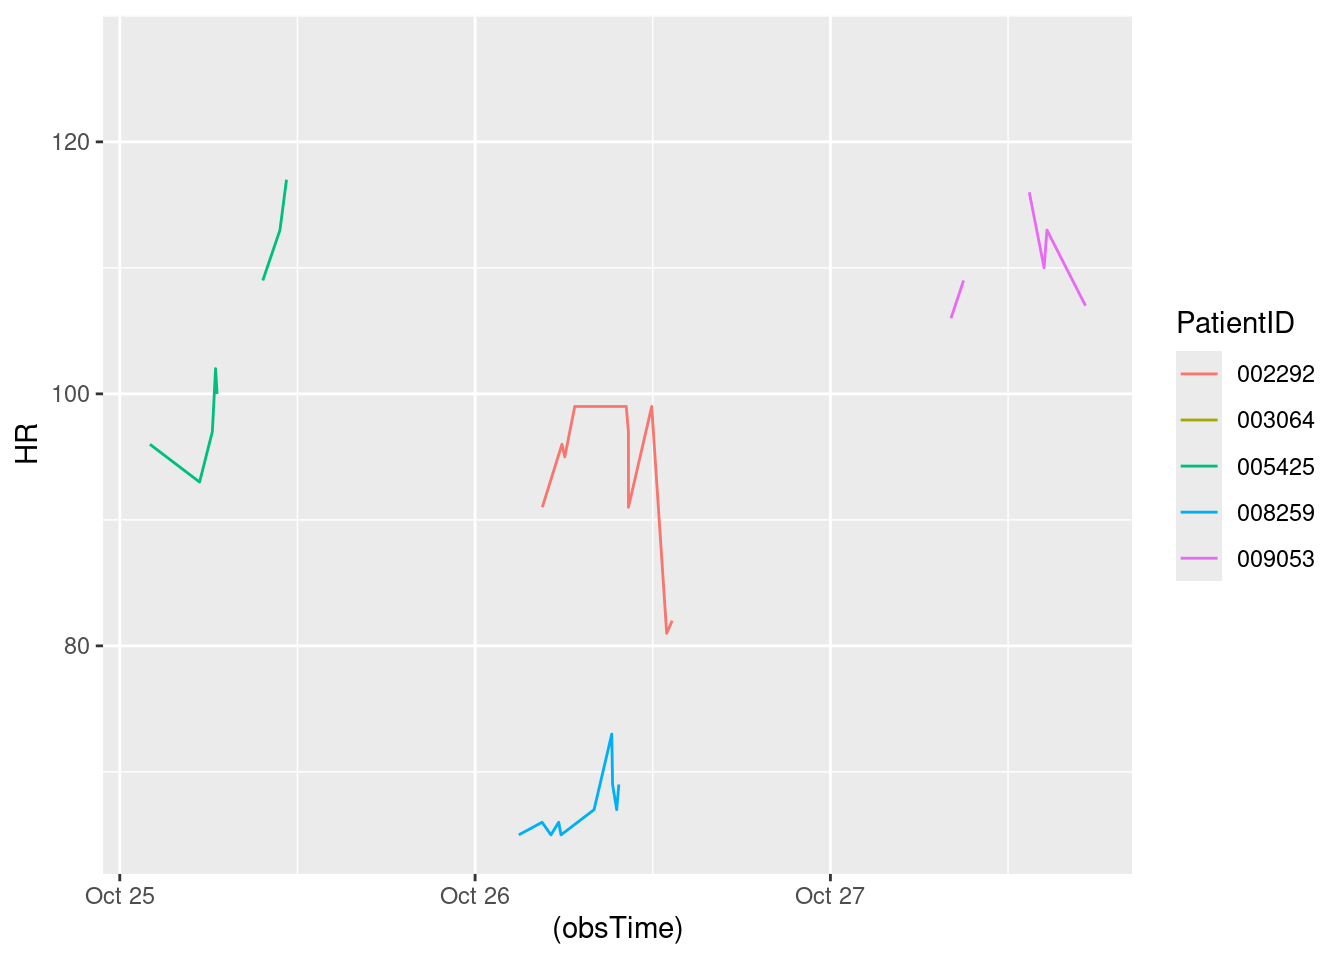 120
100
80
HR
Oct 25
Oct 26
Oct 27
(obsTime)
PatientID
002292
003064
005425
008259
009053